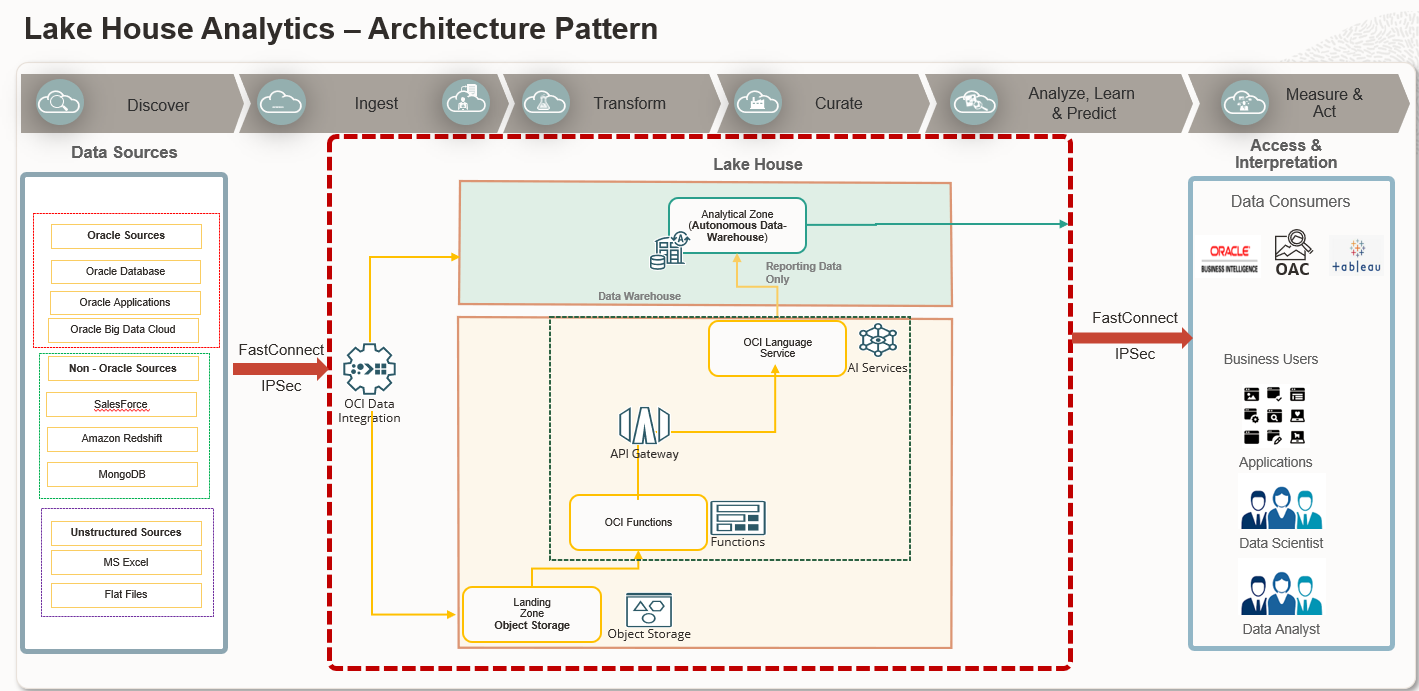 Lake House Analytics – Architecture Pattern
Discover
Ingest
Transform
Curate
Analyze, Learn
& Predict
Measure &
Act
Data Sources
Oracle Sources
Oracle Database
Oracle Applications
Oracle Big Data Cloud
Non - Oracle Sources
SalesForce
Amazon Redshift
MongoDB
Unstructured Sources
MS Excel
Flat Files
FastConnect
IPSec
OCI Data
Integration
Lake House
Analytical Zone
(Autonomous Data-
Warehouse)
A
Reporting Data
Only
Data Warehouse
OCI Language
Service
AI Services
API Gateway
OCI Functions
Functions
Landing
Zone
Object Storage
Object Storage
FastConnect
IPSec
Access &
Interpretation
Data Consumers
ORACLE
BUSINESS INTELLIGENCE
OAC
+ableau
Business Users
Applications
Data Scientist
Data Analyst